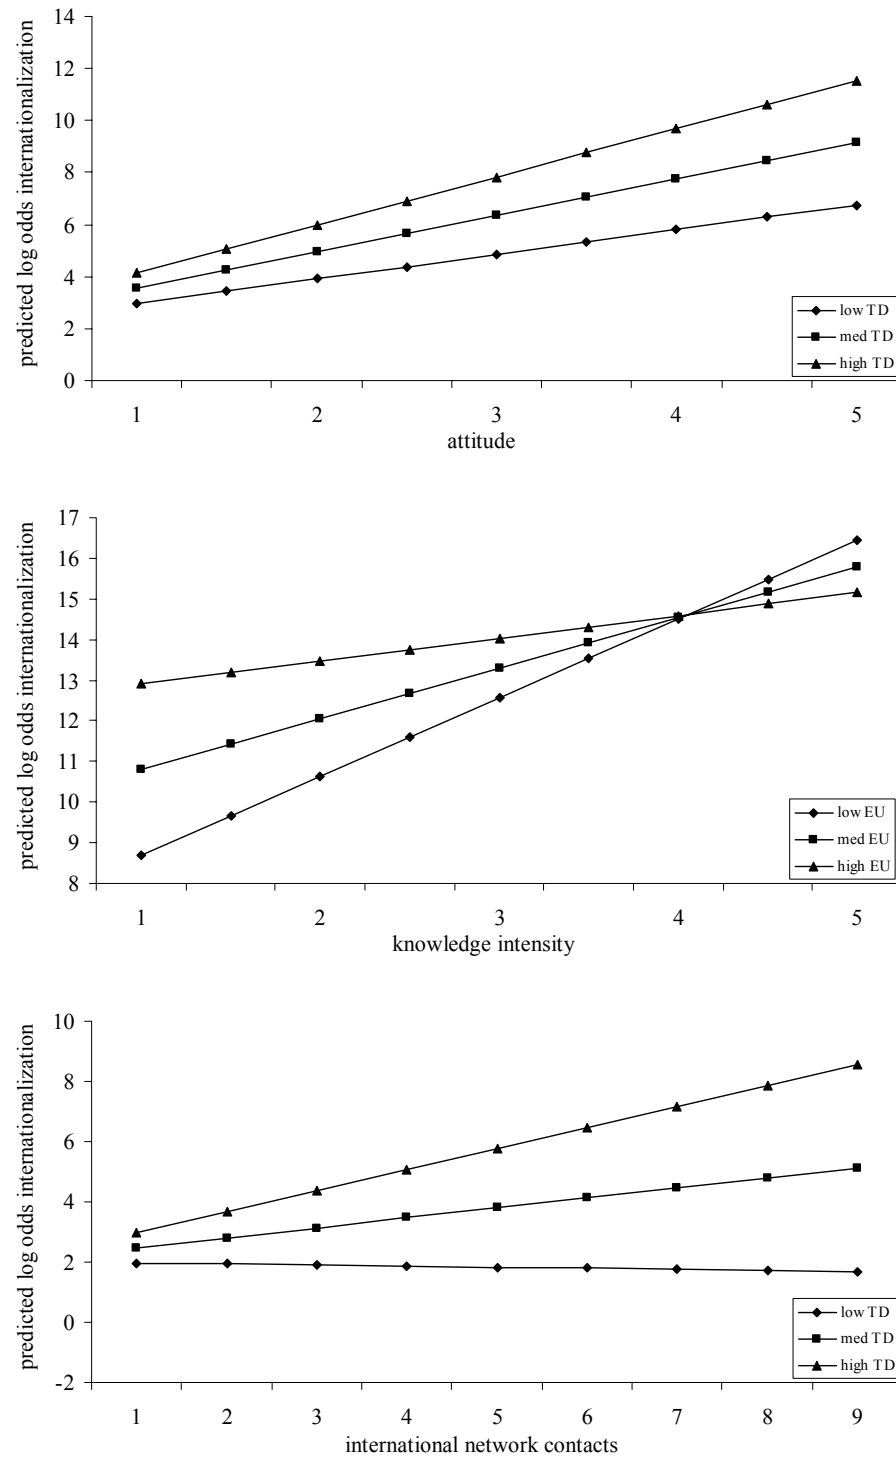 predicted log odds internationalization
14
12
10
8
6
4
2
0
low TD
med TD
high TD
1 2 3 4 5
attitude
predicted log odds internationalization
17
16
15
14
13
12
11
10
9
8
low EU
med EU
high EU
1 2 3 4 5
knowledge intensity
predicted log odds internationalization
10
8
6
4
2
0
-2
low TD
med TD
high TD
1 2 3 4 5 6 7 8 9
international network contacts